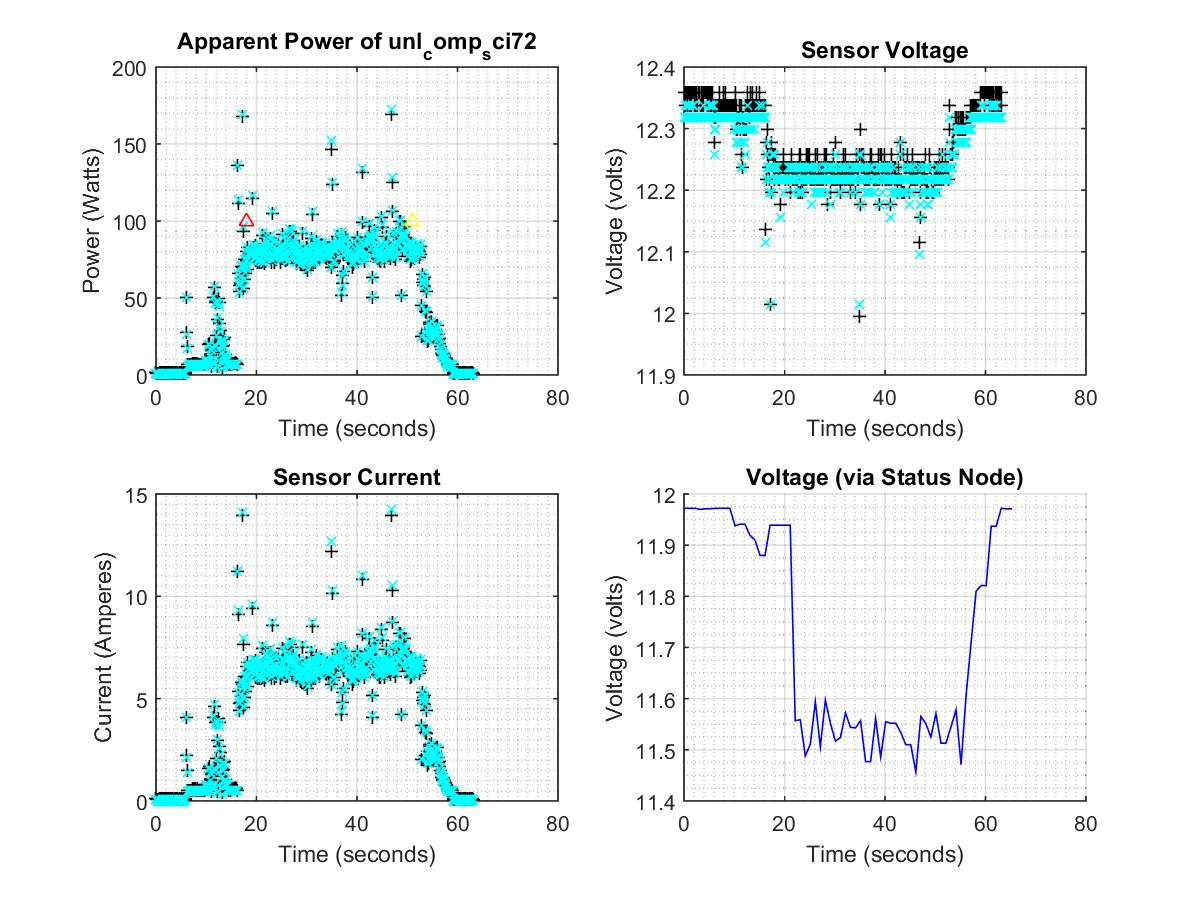 Apparent Power of unl_comp_sci72
200
150
100
50
0
Power (Watts)
0 20 40 60 80
Time (seconds)
Sensor Voltage
12.4
12.3
12.2
12.1
12
11.9
Voltage (volts)
0 20 40 60 80
Time (seconds)
Sensor Current
15
10
5
0
Current (Amperes)
0 20 40 60 80
Time (seconds)
Voltage (via Status Node)
12
11.9
11.8
11.7
11.6
11.5
11.4
Voltage (volts)
0 20 40 60 80
Time (seconds)